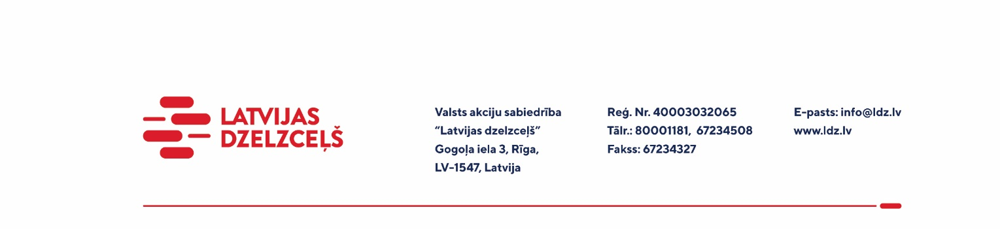 LATVIJAS
DZELZCEĻŠ
Valsts akciju sabiedrība
“Latvijas dzelzceļš”
Gogoļa iela 3, Rīga,
LV-1547, Latvija
Reģ. Nr. 40003032065
Tālr.: 80001181, 67234508
Fakss: 67234327
E-pasts: info@ldz.lv
www.ldz.lv